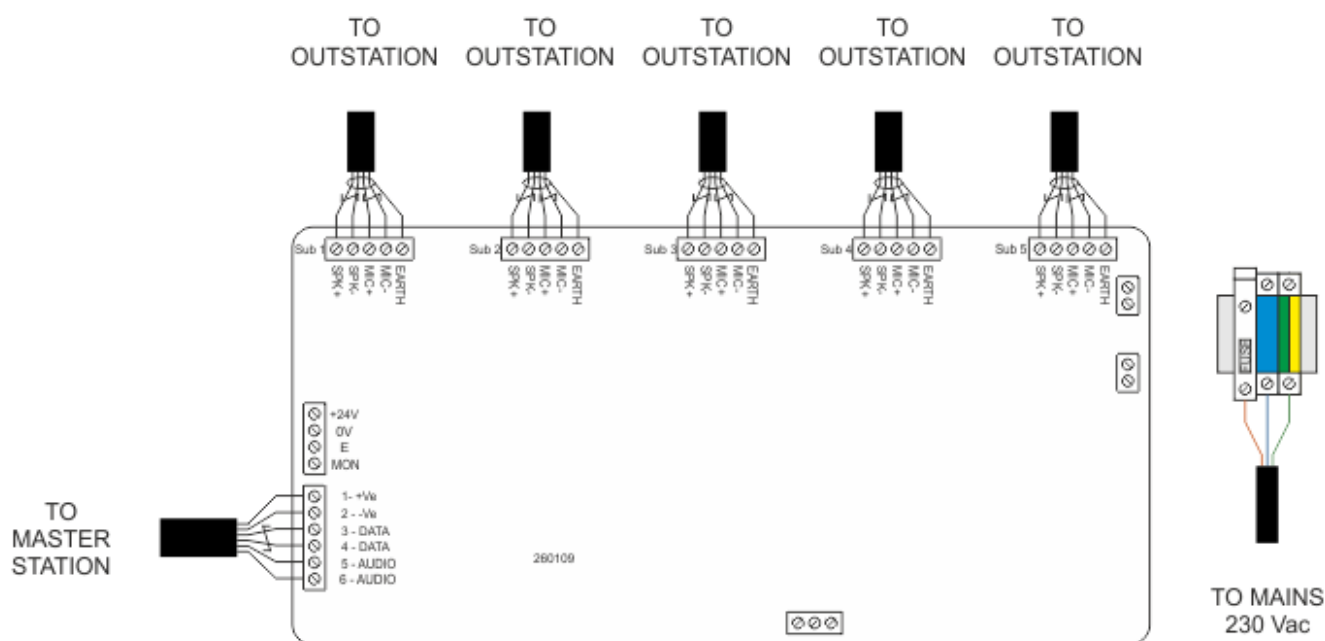 TO
OUTSTATION
TO
OUTSTATION
TO
OUTSTATION
TO
OUTSTATION
TO
OUTSTATION
Sub 1
SPK+
SPK-
MIC+
MIC-
EARTH
Sub 2
SPK+
SPK-
MIC+
MIC-
EARTH
Sub 3
SPK+
SPK-
MIC+
MIC-
EARTH
Sub 4
SPK+
SPK-
MIC+
MIC-
EARTH
Sub 5
SPK+
SPK-
MIC+
MIC-
EARTH
FUSE
+24V
0V
E
MON
TO
MASTER
STATION
1- +Ve
2 - -Ve
3 - DATA
4 - DATA
5 - AUDIO
6 - AUDIO
260109
TO MAINS
230 Vac